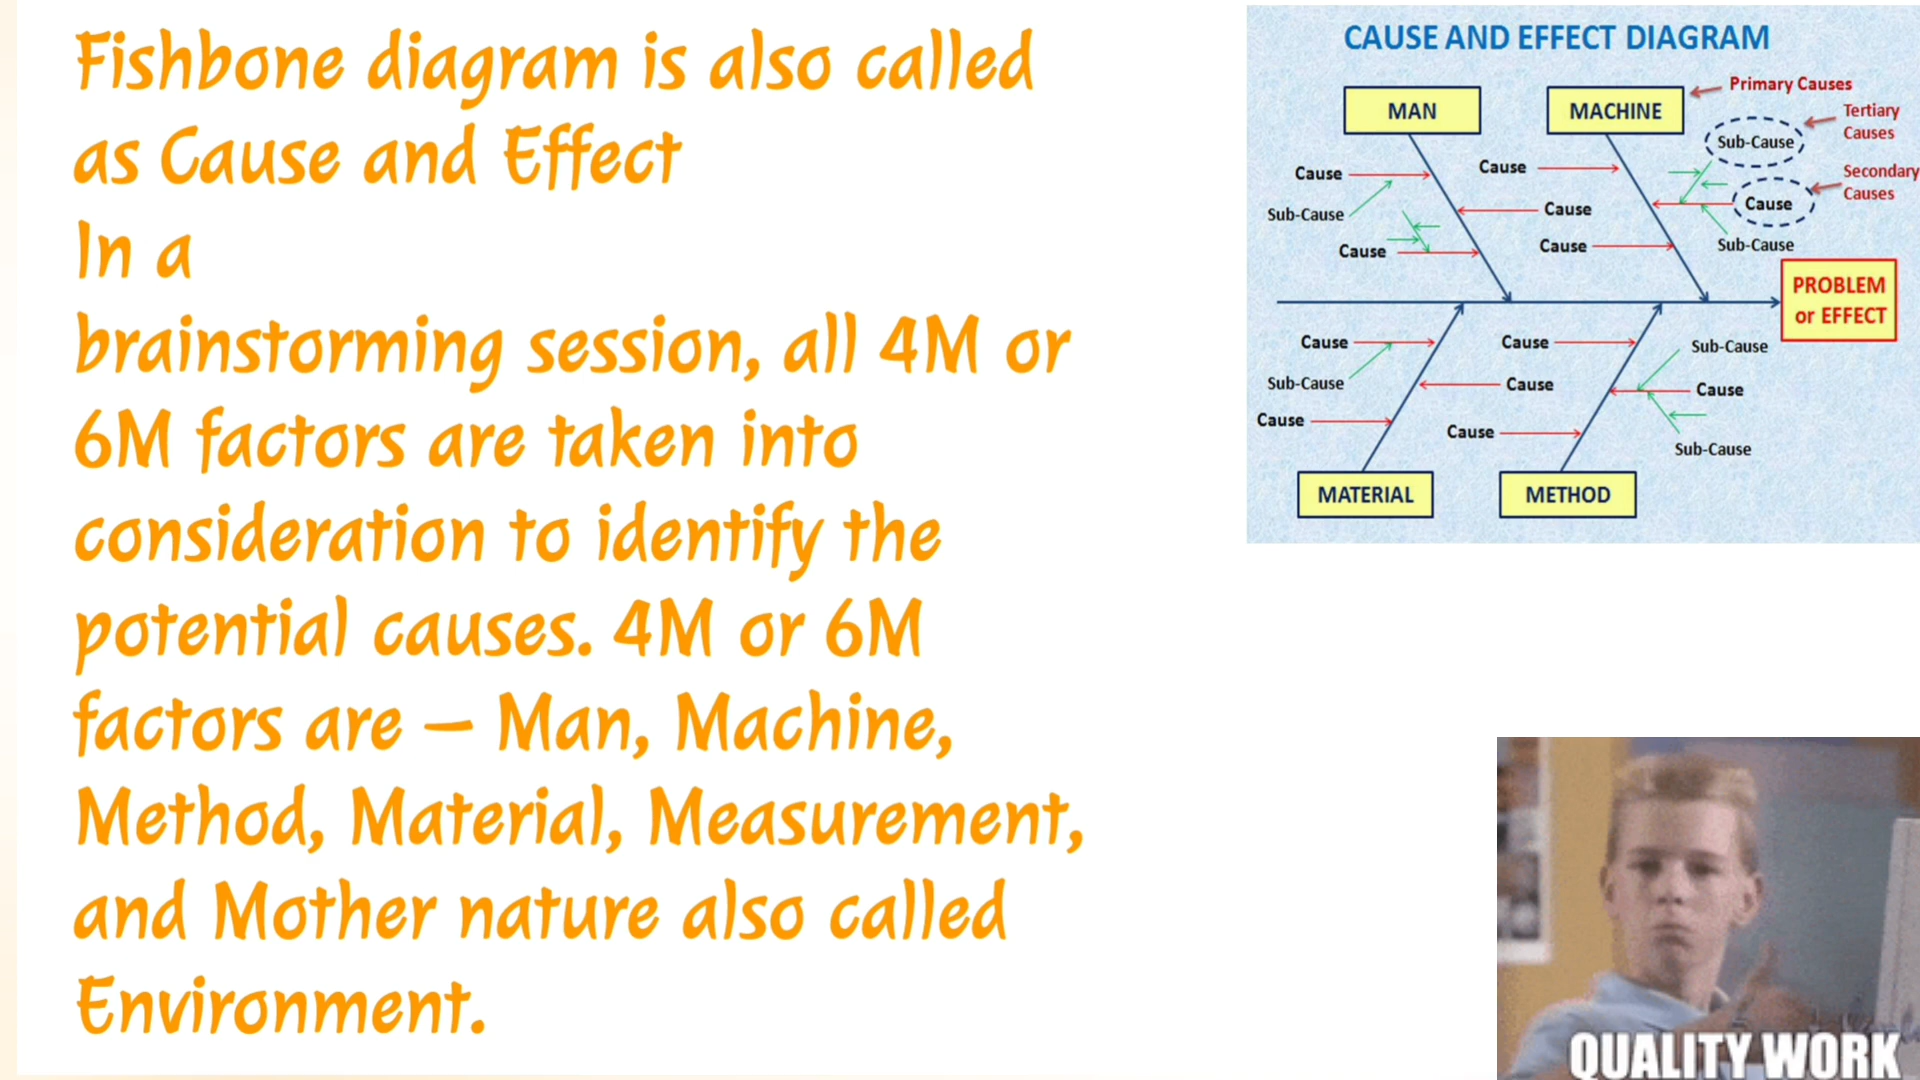 Fishbone diagram is also called
as Cause and Effect
In a
brainstorming session, all 4M or
6M factors are taken into
consideration to identify the
potential causes. 4M or 6M
factors are – Man, Machine,
Method, Material, Measurement,
and Mother nature also called
Environment.
CAUSE AND EFFECT DIAGRAM
Primary Causes
MAN
MACHINE
Tertiary
Causes
Sub-Cause
Cause
Cause
Secondary
Causes
Cause
Cause
Sub-Cause
Cause
Cause
Sub-Cause
PROBLEM
or EFFECT
Cause
Cause
Sub-Cause
Sub-Cause
Cause
Cause
Cause
Cause
Sub-Cause
MATERIAL
METHOD
QUALITY WORK